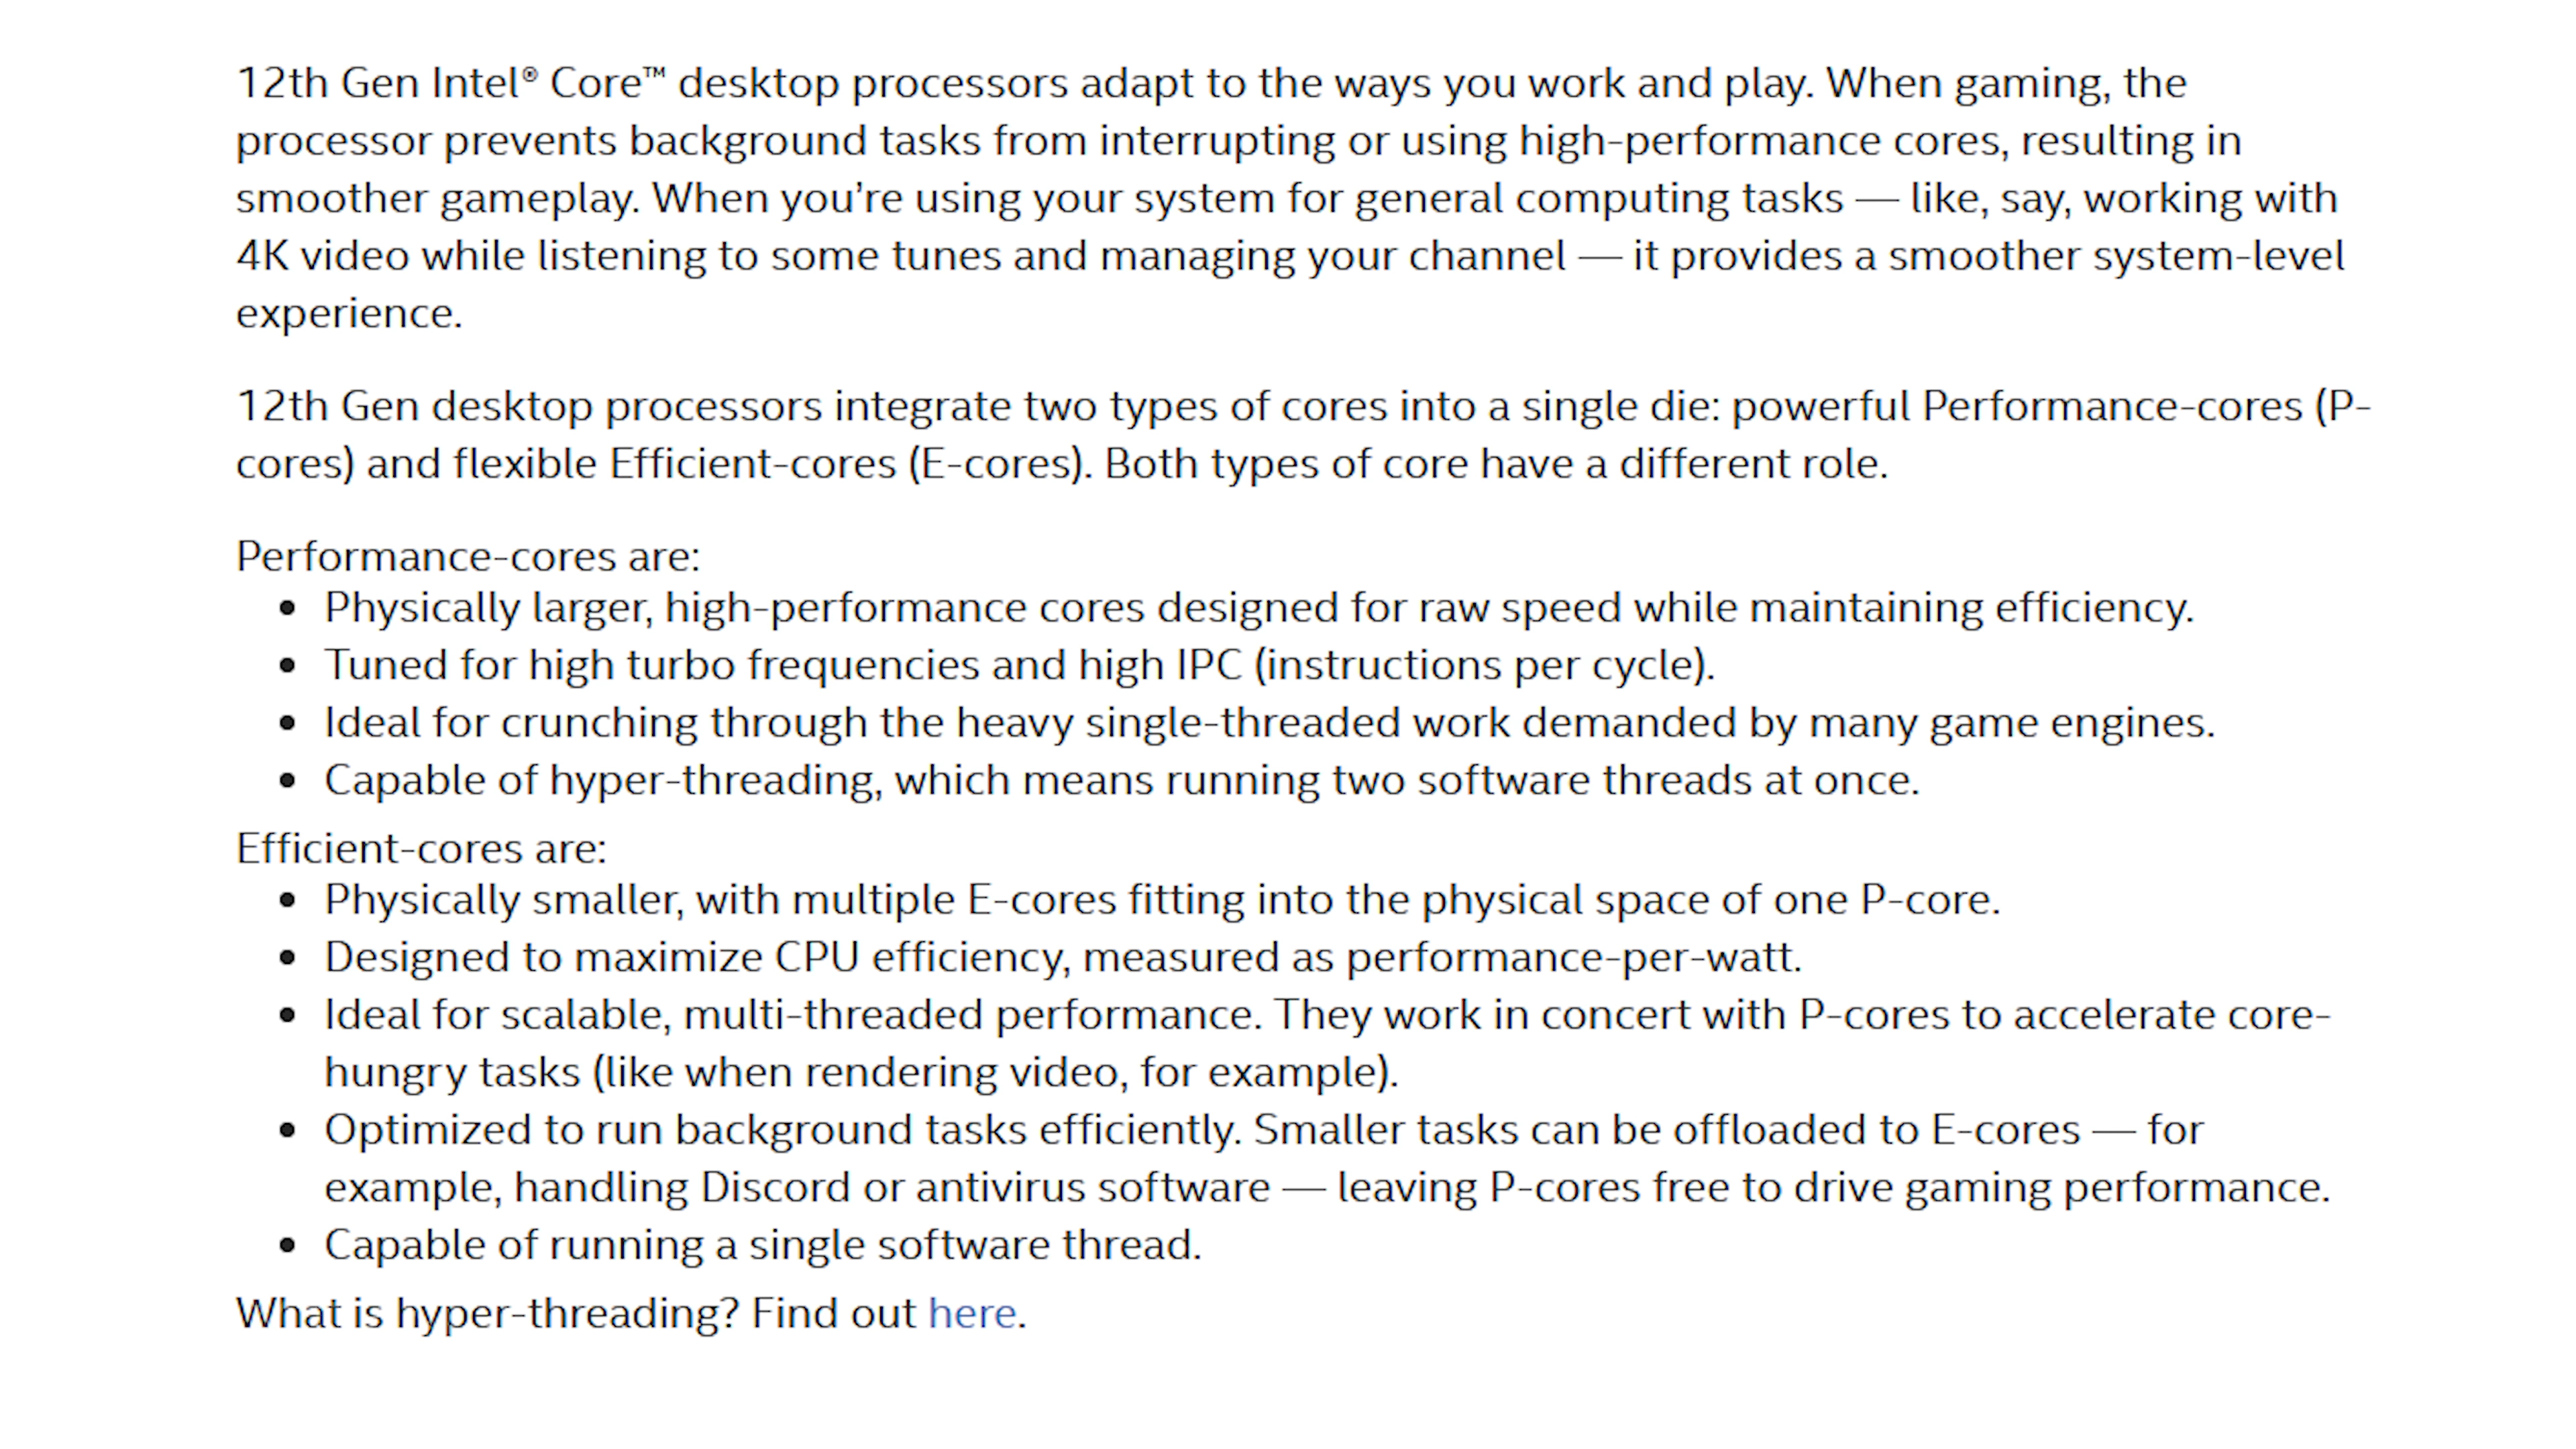 12th Gen Intel® Core™ desktop processors adapt to the ways you work and play. When gaming, the
processor prevents background tasks from interrupting or using high-performance cores, resulting in
smoother gameplay. When you’re using your system for general computing tasks — like, say, working with
4K video while listening to some tunes and managing your channel — it provides a smoother system-level
experience.
12th Gen desktop processors integrate two types of cores into a single die: powerful Performance-cores (P-
cores) and flexible Efficient-cores (E-cores). Both types of core have a different role.
Performance-cores are:
• Physically larger, high-performance cores designed for raw speed while maintaining efficiency.
• Tuned for high turbo frequencies and high IPC (instructions per cycle).
• Ideal for crunching through the heavy single-threaded work demanded by many game engines.
• Capable of hyper-threading, which means running two software threads at once.
Efficient-cores are:
• Physically smaller, with multiple E-cores fitting into the physical space of one P-core.
• Designed to maximize CPU efficiency, measured as performance-per-watt.
• Ideal for scalable, multi-threaded performance. They work in concert with P-cores to accelerate core-
hungry tasks (like when rendering video, for example).
• Optimized to run background tasks efficiently. Smaller tasks can be offloaded to E-cores — for
example, handling Discord or antivirus software — leaving P-cores free to drive gaming performance.
• Capable of running a single software thread.
What is hyper-threading? Find out here.